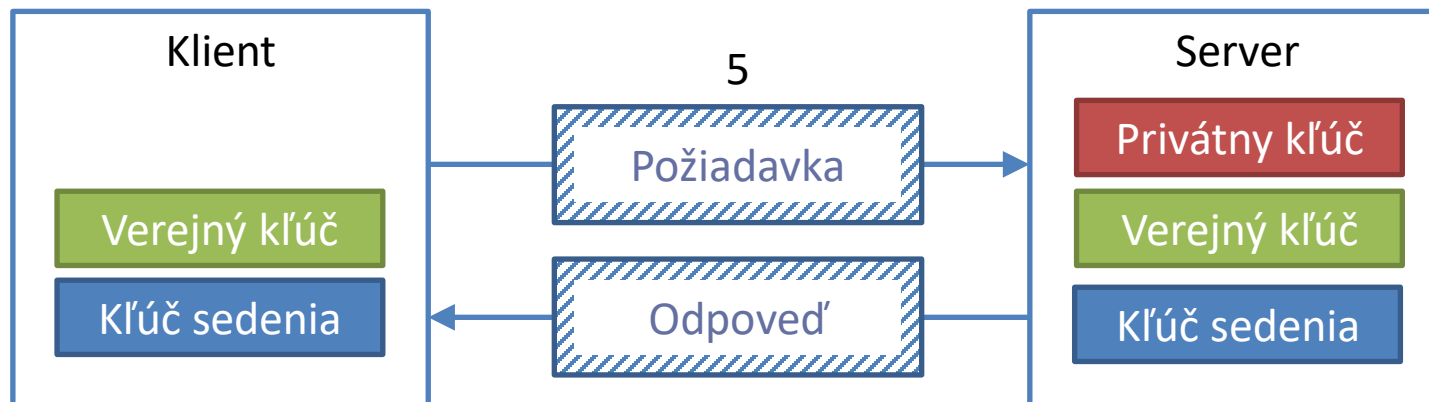 Klient
Verejný kľúč
Kľúč sedenia
5
Požiadavka
Odpoveď
Server
Privátny kľúč
Verejný kľúč
Kľúč sedenia